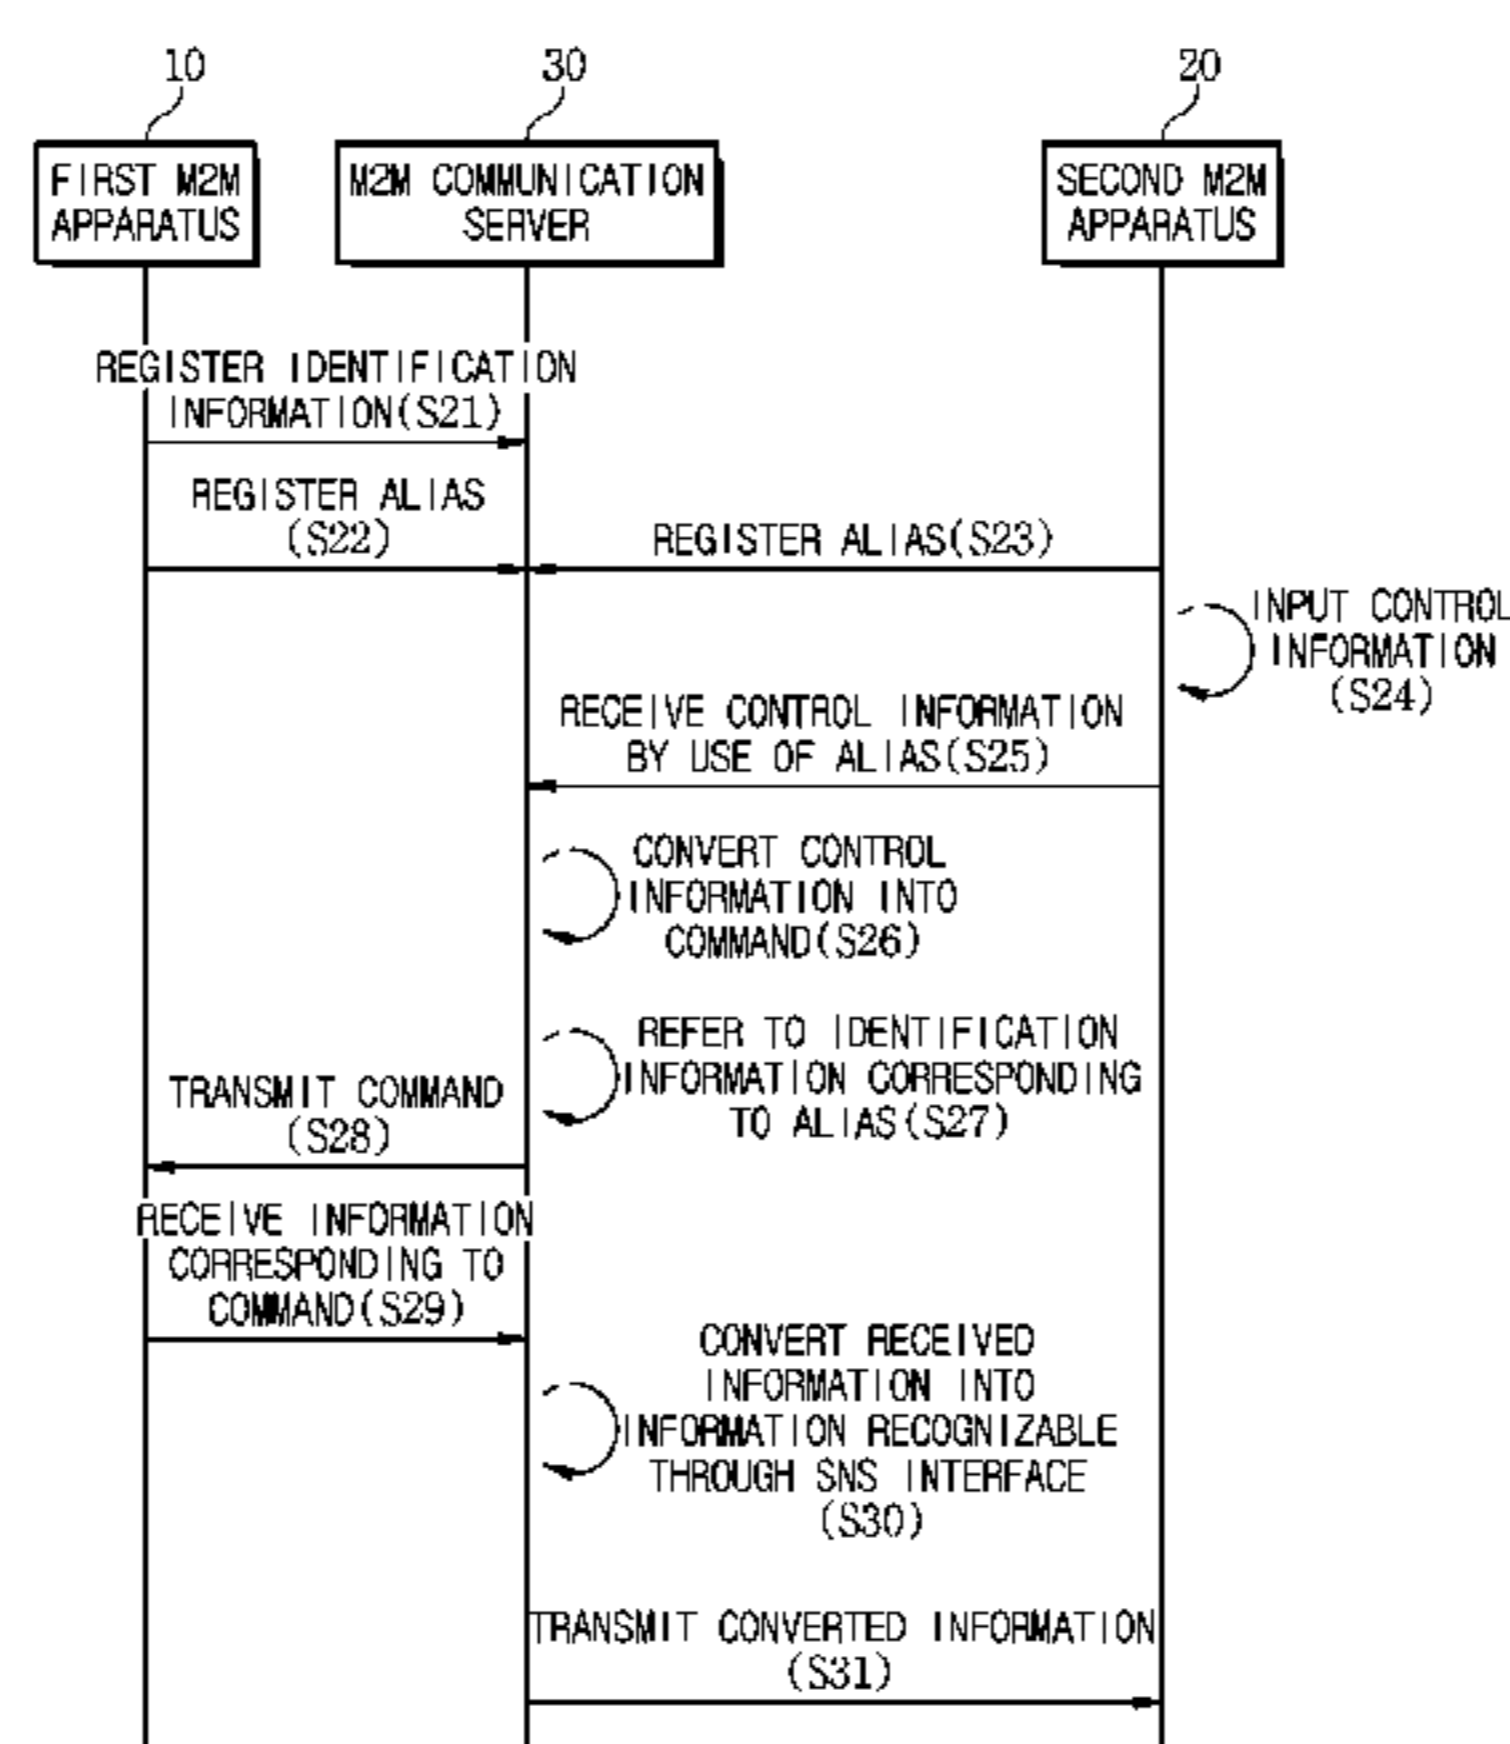 10
30
20
FIRST M2M
APPARATUS
M2M COMMUNICATION
SERVER
SECOND M2M
APPARATUS
REGISTER IDENTIFICATION
INFORMATION(S21)
REGISTER ALIAS
(S22)
REGISTER ALIAS(S23)
INPUT CONTROL
INFORMATION
(S24)
RECEIVE CONTROL INFORMATION
BY USE OF ALIAS(S25)
CONVERT CONTROL
INFORMATION INTO
COMMAND(S26)
REFER TO IDENTIFICATION
INFORMATION CORRESPONDING
TO ALIAS(S27)
TRANSMIT COMMAND
(S28)
RECEIVE INFORMATION
CORRESPONDING TO
COMMAND(S29)
CONVERT RECEIVED
INFORMATION INTO
INFORMATION RECOGNIZABLE
THROUGH SNS INTERFACE
(S30)
TRANSMIT CONVERTED INFORMATION
(S31)